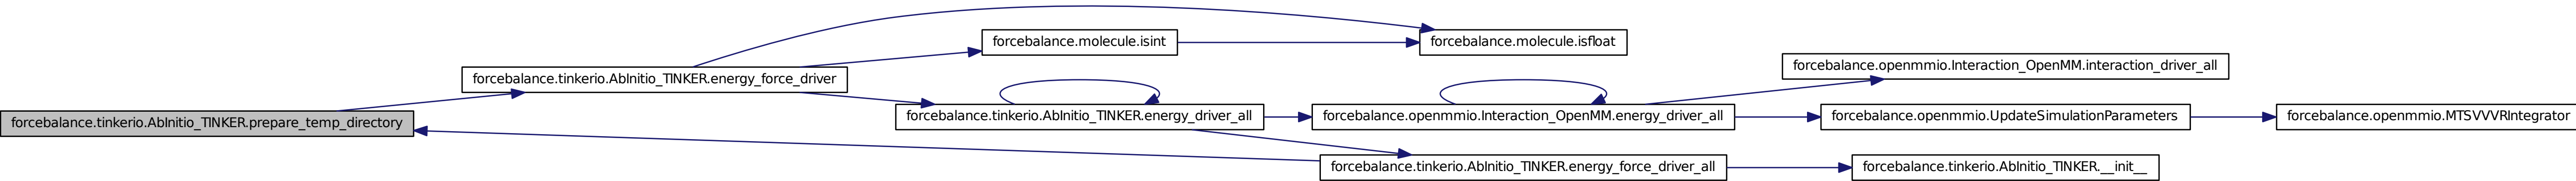 forcebalance.tinkerio.AbInitio_TINKER.prepare_temp_directory
forcebalance.tinkerio.AbInitio_TINKER.energy_force_driver
forcebalance.molecule.isint
forcebalance.molecule.isfloat
forcebalance.tinkerio.AbInitio_TINKER.energy_driver_all
forcebalance.openmmio.Interaction_OpenMM.energy_driver_all
forcebalance.openmmio.Interaction_OpenMM.interaction_driver_all
forcebalance.openmmio.UpdateSimulationParameters
forcebalance.openmmio.MTSVVVRIntegrator
forcebalance.tinkerio.AbInitio_TINKER.energy_force_driver_all
forcebalance.tinkerio.AbInitio_TINKER.__init__